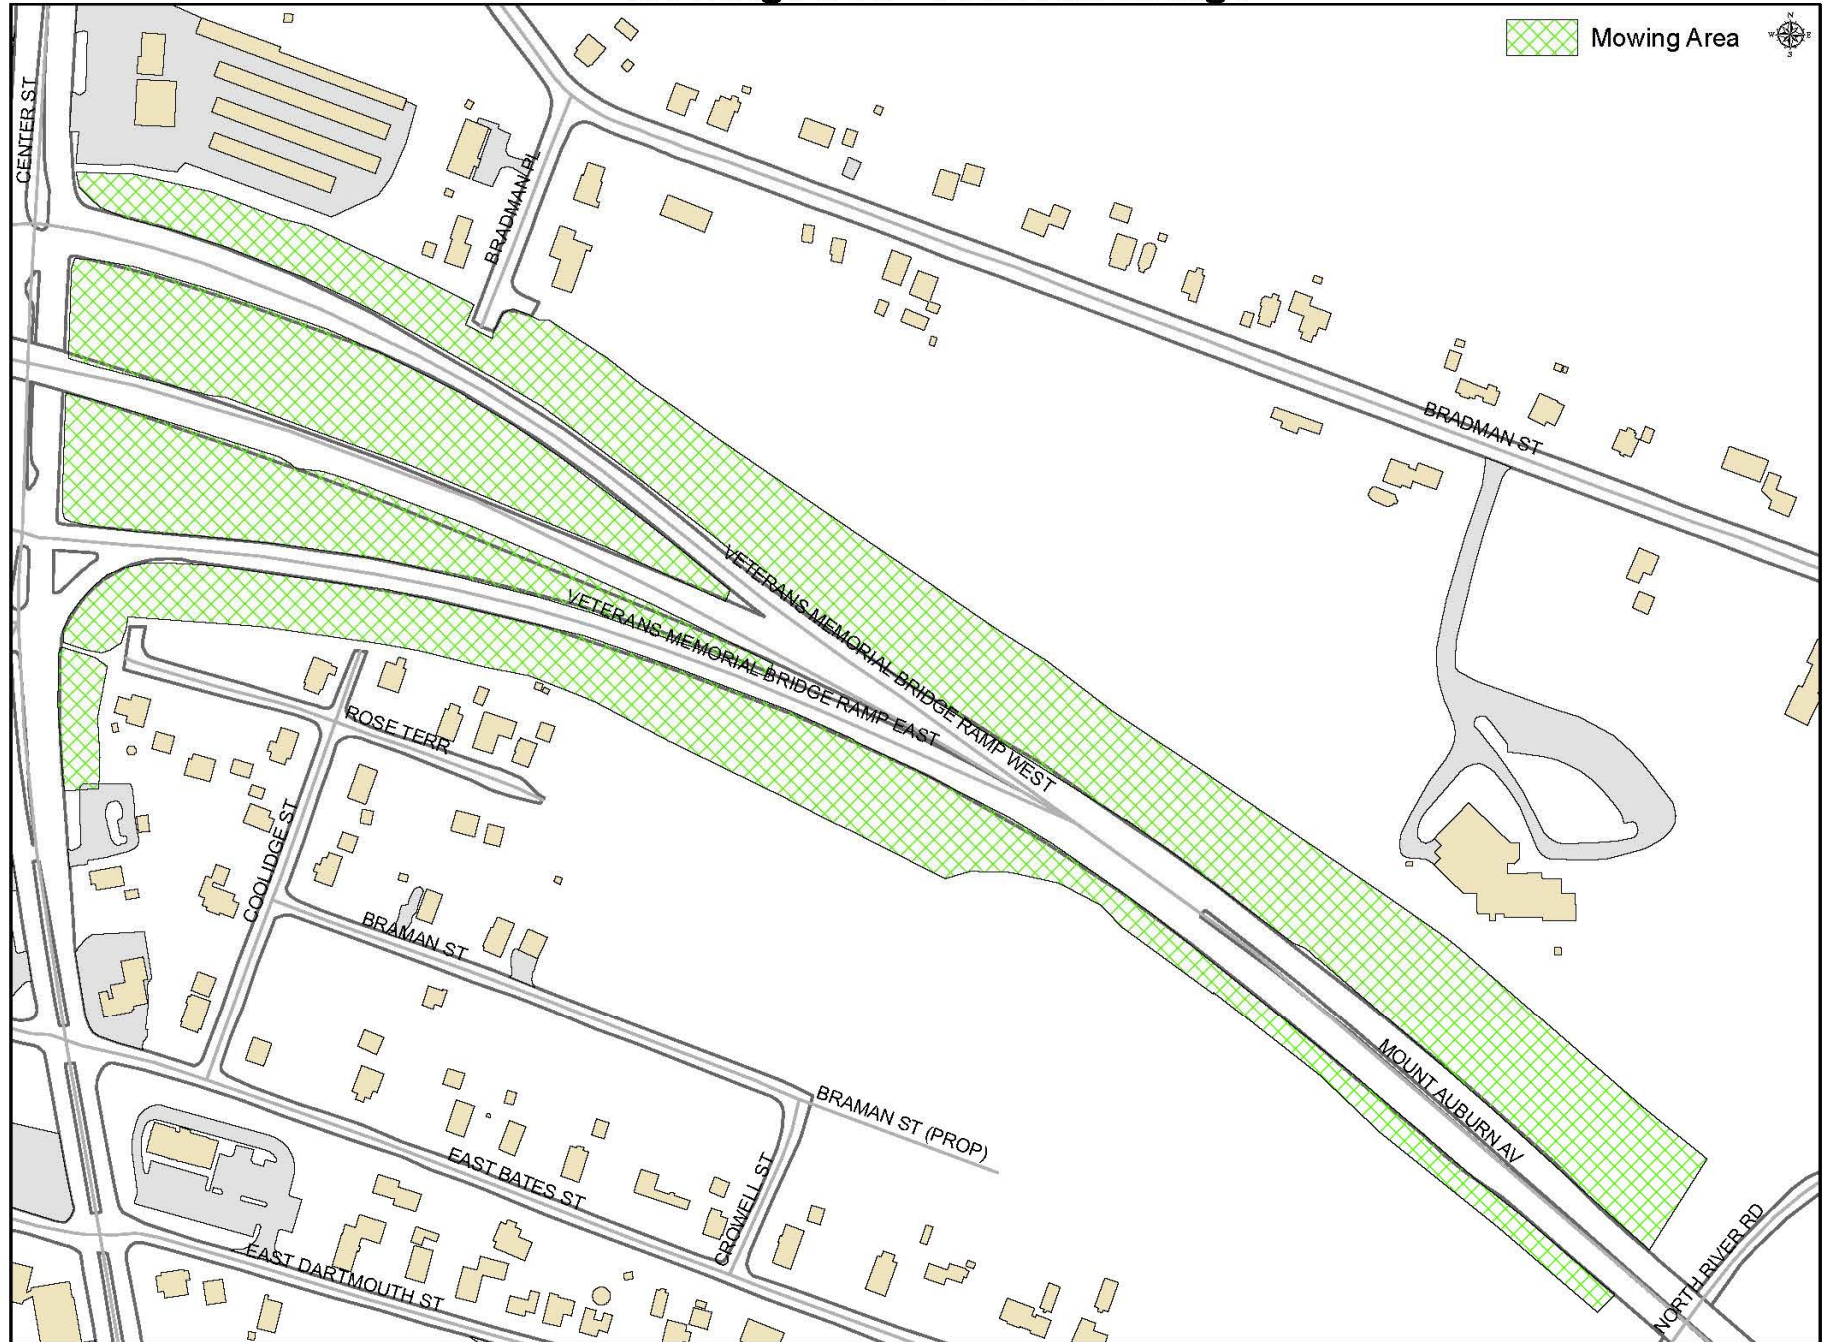 Mowing Area
N
W
E
S
CENTER ST
BRADMAN PL
BRADMAN ST
VETERANS MEMORIAL BRIDGE RAMP WEST
VETERANS MEMORIAL BRIDGE RAMP EAST
ROSE TERR
COOLIDGE ST
BRAMAN ST
MOUNT AUBURN AV
BRAMAN ST (PROP)
EAST BATES ST
CROWELL ST
NORTH RIVER RD
EAST DARTMOUTH ST